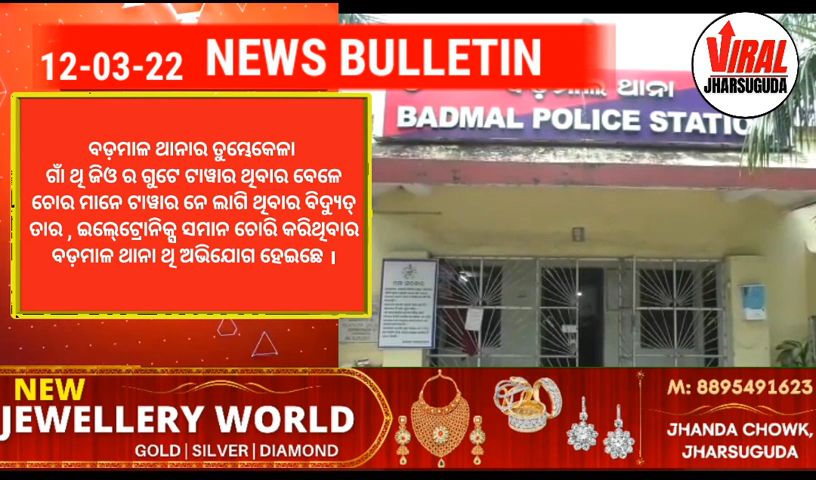 12-03-22 NEWS BULLETIN
VIRAL
JHARSUGUDA
ଥାନା
BADMAL POLICE STATIO
ବଡ଼ମାଳ ଥାନାର ତୁମ୍ଭେକେଳା
ଗାଁ ଥି ଜିଓ ର ଗୁଟେ ଟାୱାର ଥିବାର ବେଳେ
ଚୋର ମାନେ ଟାୱାର ନେ ଲାଗି ଥିବାର ବିଦ୍ୟୁତ୍
ତାର , ଇଲେଟ୍ରୋନିକ୍ସ ସମାନ ଚୋରି କରିଥିବାର
ବଡ଼ମାଳ ଥାନା ଥି ଅଭିଯୋଗ ହେଇଛେ ।
NEW
JEWELLERY WORLD
GOLD | SILVER | DIAMOND
M: 8895491623
JHANDA CHOWK,
JHARSUGUDA